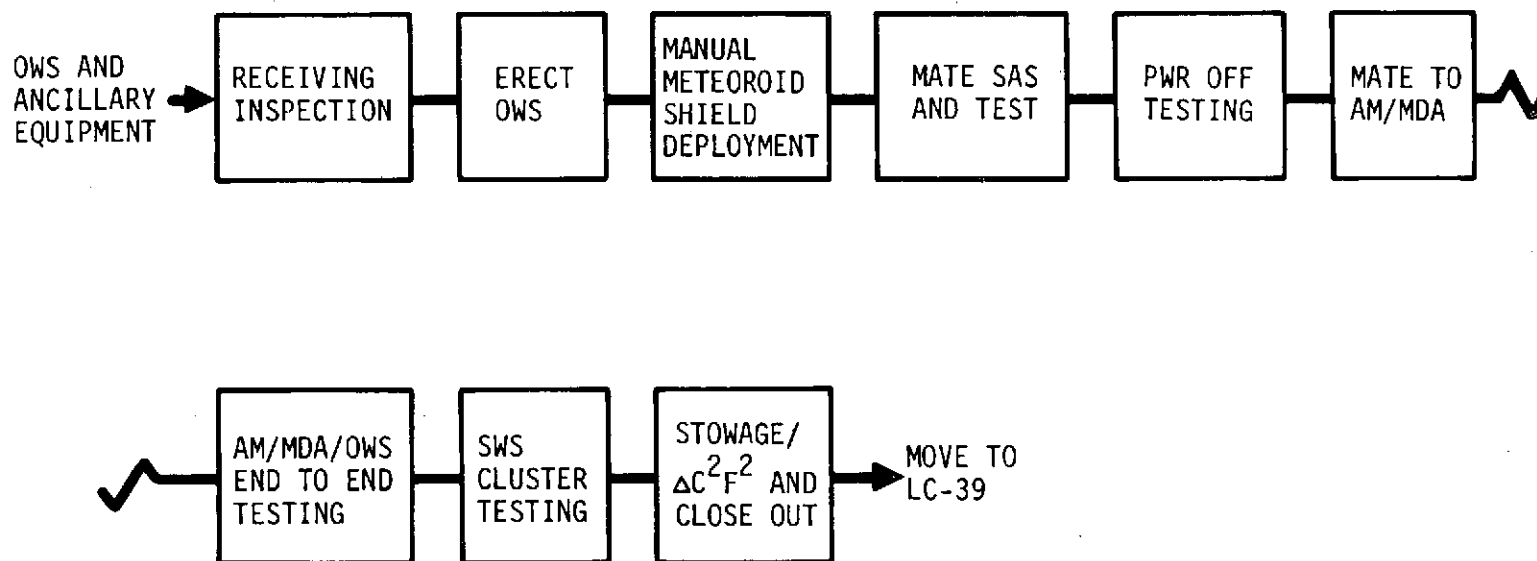 OWS AND
ANCILLARY
EQUIPMENT
RECEIVING
INSPECTION
ERECT
OWS
MANUAL
METEOROID
SHIELD
DEPLOYMENT
MATE SAS
AND TEST
PWR OFF
TESTING
MATE TO
AM/MDA
AM/MDA/OWS
END TO END
TESTING
SWS
CLUSTER
TESTING
STOWAGE/
ΔC²F² AND
CLOSE OUT
MOVE TO
LC-39